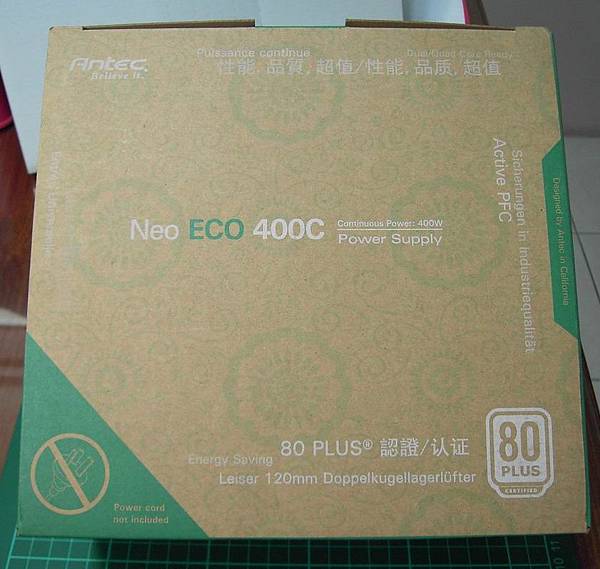 Antec
Believe it.
Puissance continue
Dual/Quad Core Ready
性能, 品質, 超值/性能, 品质, 超值
Sicherungen in Industriequalität
Active PFC
Designed by Antec in California
Neo ECO 400C
Continuous Power: 400W
Power Supply
80 PLUS® 認證/认证
Energy Saving
Leiser 120mm Doppelkugellagerlüfter
80
PLUS
CERTIFIED
Power cord
not included
11